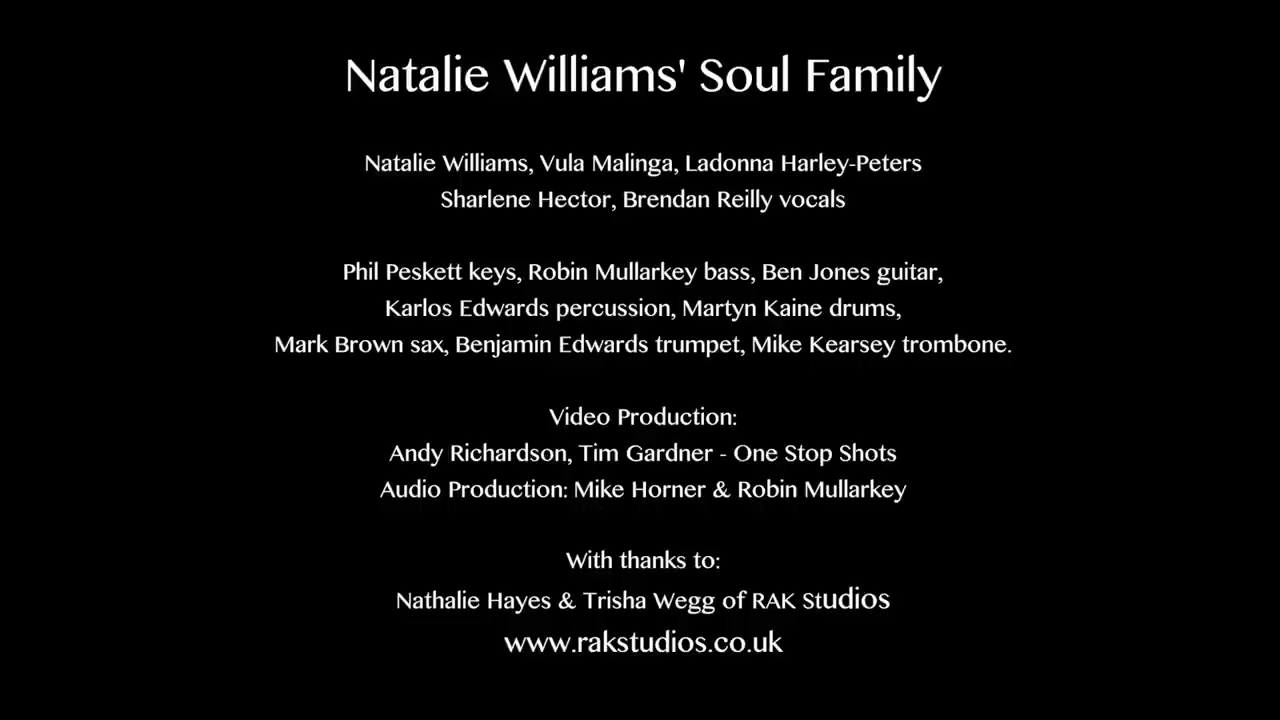 Natalie Williams' Soul Family
Natalie Williams, Vula Malinga, Ladonna Harley-Peters
Sharlene Hector, Brendan Reilly vocals
Phil Peskett keys, Robin Mullarkey bass, Ben Jones guitar,
Karlos Edwards percussion, Martyn Kaine drums,
Mark Brown sax, Benjamin Edwards trumpet, Mike Kearsey trombone.
Video Production:
Andy Richardson, Tim Gardner - One Stop Shots
Audio Production: Mike Horner & Robin Mullarkey
With thanks to:
Nathalie Hayes & Trisha Wegg of RAK Studios
www.rakstudios.co.uk